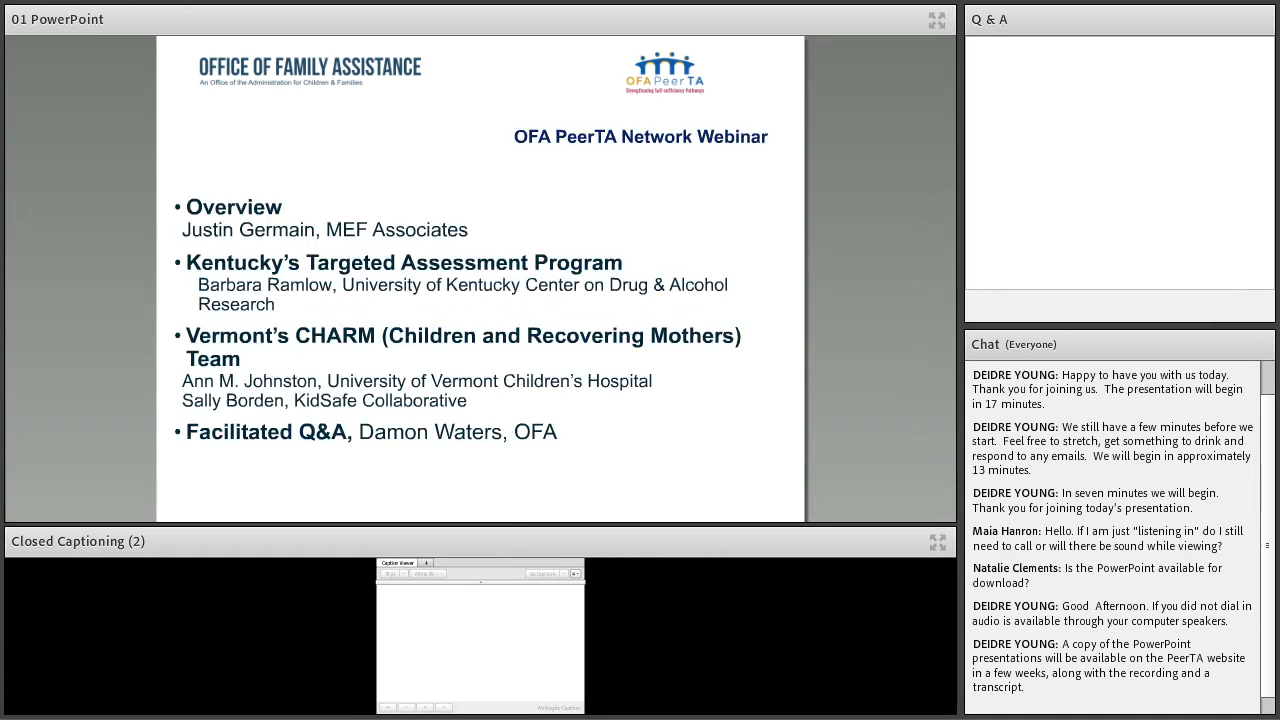 01 PowerPoint
OFFICE OF FAMILY ASSISTANCE
An Office of the Administration for Children & Families
OFA PeerTA
Strengthening Self-sufficiency Pathways
OFA PeerTA Network Webinar
• Overview
Justin Germain, MEF Associates
• Kentucky's Targeted Assessment Program
Barbara Ramlow, University of Kentucky Center on Drug & Alcohol
Research
• Vermont's CHARM (Children and Recovering Mothers)
Team
Ann M. Johnston, University of Vermont Children's Hospital
Sally Borden, KidSafe Collaborative
• Facilitated Q&A, Damon Waters, OFA
Closed Captioning (2)
Caption Viewer
No Captions
Waiting for Captions
Q & A
Chat (Everyone)
DEIDRE YOUNG: Happy to have you with us today.
Thank you for joining us. The presentation will begin
in 17 minutes.
DEIDRE YOUNG: We still have a few minutes before we
start. Feel free to stretch, get something to drink and
respond to any emails. We will begin in approximately
13 minutes.
DEIDRE YOUNG: In seven minutes we will begin.
Thank you for joining today's presentation.
Maia Hanron: Hello. If I am just "listening in" do I still
need to call or will there be sound while viewing?
Natalie Clements: Is the PowerPoint available for
download?
DEIDRE YOUNG: Good Afternoon. If you did not dial in
audio is available through your computer speakers.
DEIDRE YOUNG: A copy of the PowerPoint
presentations will be available on the PeerTA website
in a few weeks, along with the recording and a
transcript.